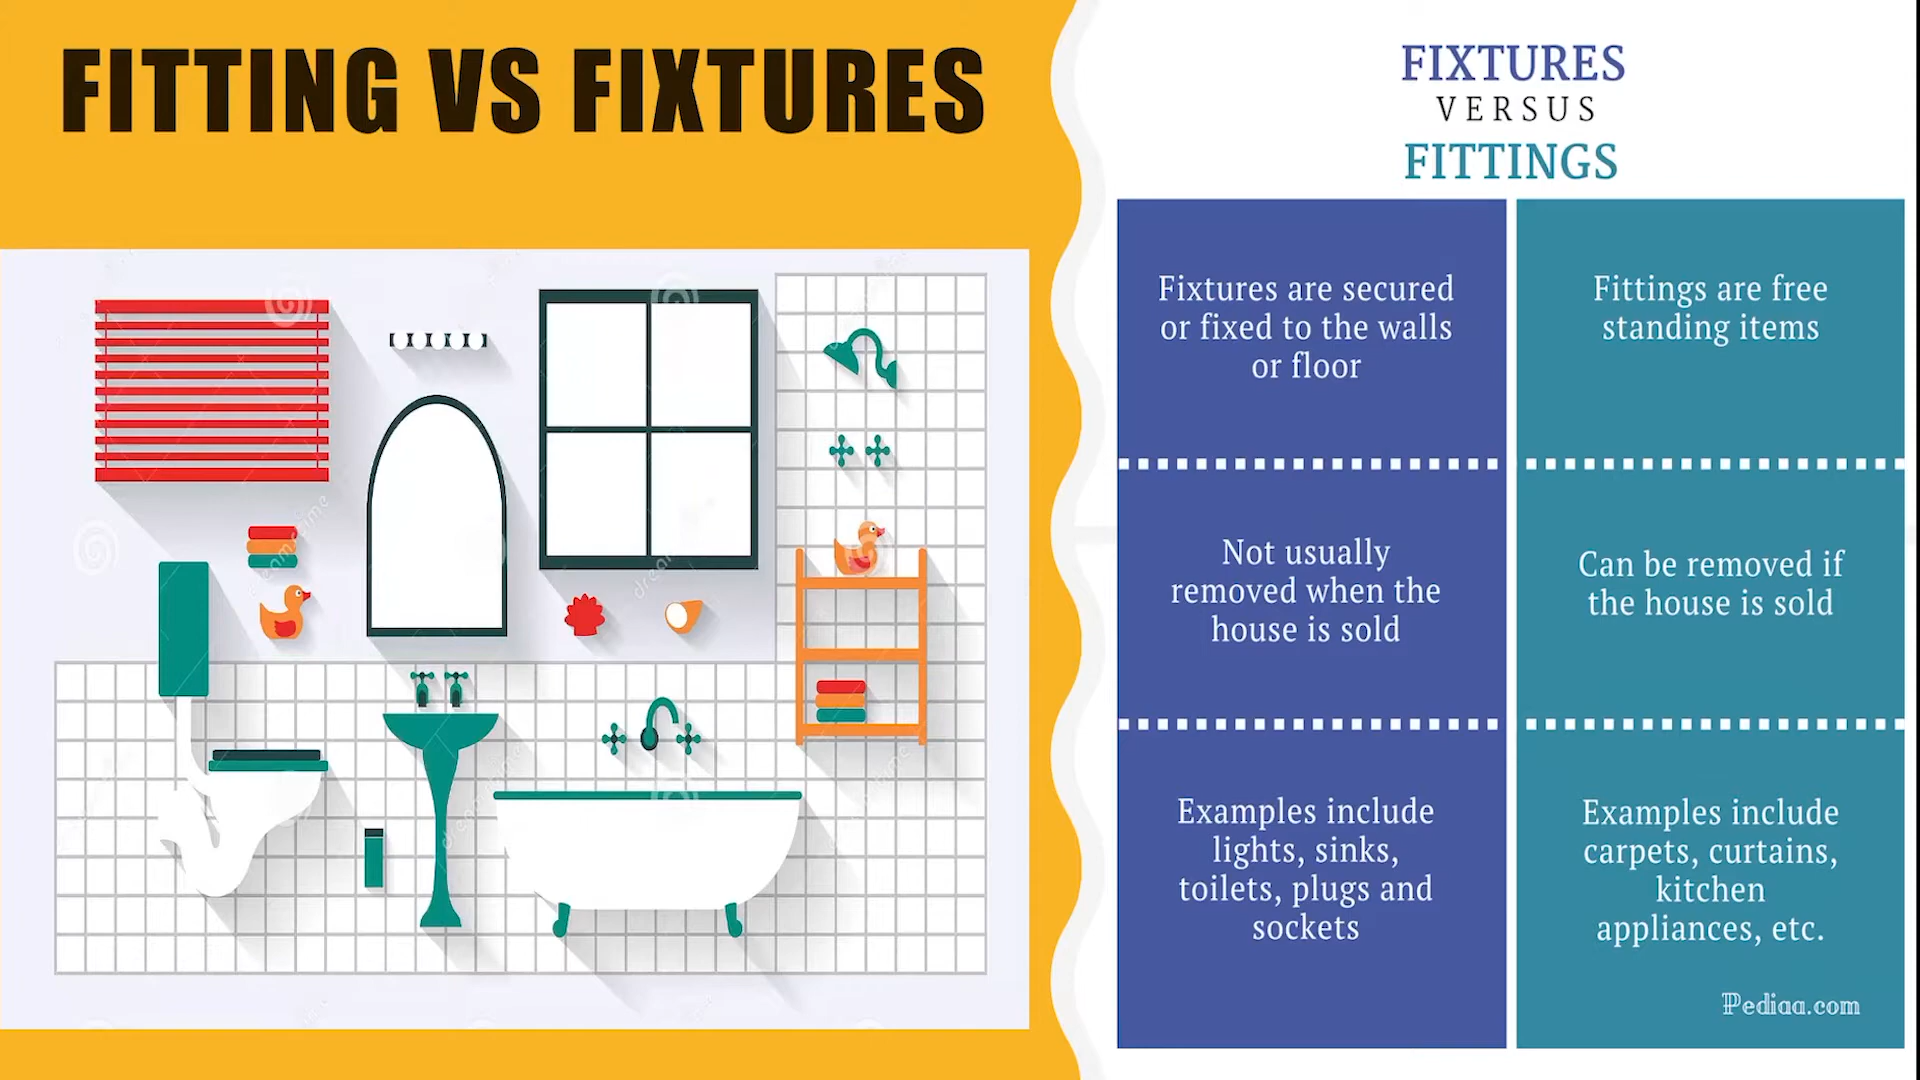 FITTING VS FIXTURES
FIXTURES
VERSUS
FITTINGS
Fixtures are secured
or fixed to the walls
or floor
Fittings are free
standing items
Not usually
removed when the
house is sold
Can be removed if
the house is sold
Examples include
lights, sinks,
toilets, plugs and
sockets
Examples include
carpets, curtains,
kitchen
appliances, etc.
Pediaa.com